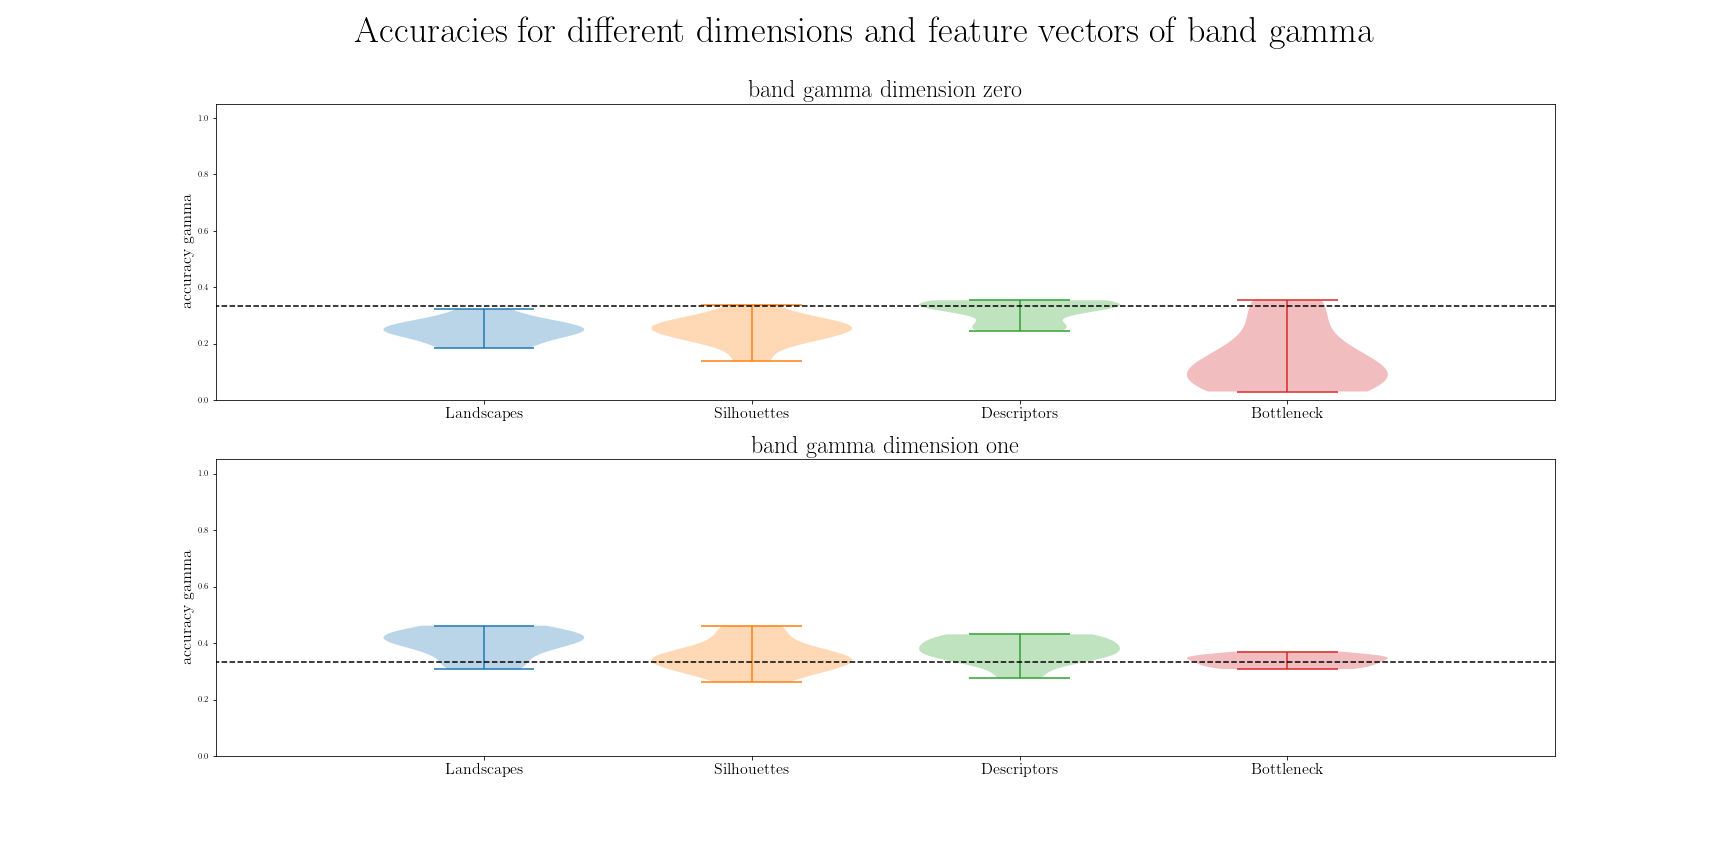 Accuracies for different dimensions and feature vectors of band gamma
band gamma dimension zero
accuracy gamma
1.0
0.8
0.6
0.4
0.2
0.0
Landscapes Silhouettes Descriptors Bottleneck
band gamma dimension one
accuracy gamma
1.0
0.8
0.6
0.4
0.2
0.0
Landscapes Silhouettes Descriptors Bottleneck